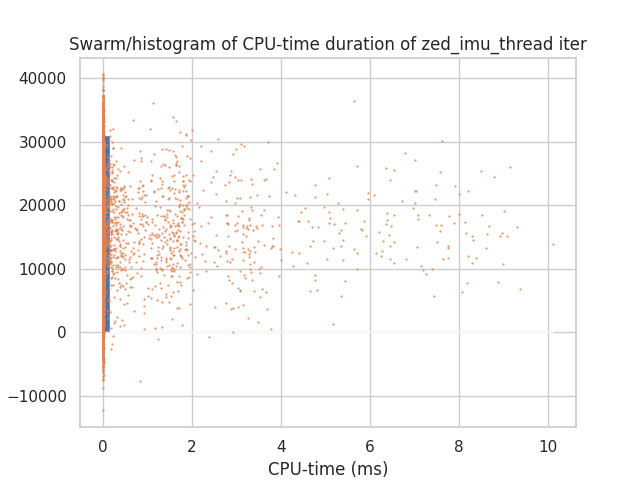 Swarm/histogram of CPU-time duration of zed_imu_thread iter
40000
30000
20000
10000
0
−10000
0 2 4 6 8 10
CPU-time (ms)